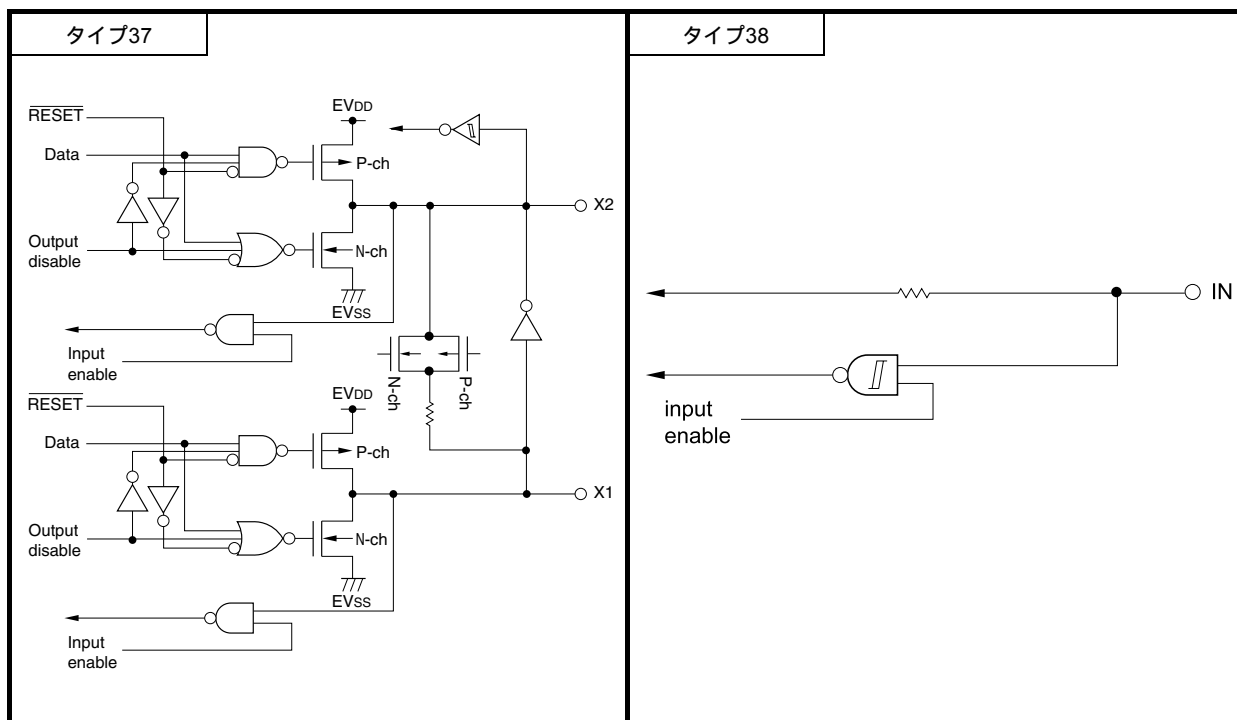 タイプ37
RESET
Data
Output
disable
EVDD
P-ch
N-ch
EVSS
X2
Input
enable
N-ch
P-ch
RESET
Data
Output
disable
EVDD
P-ch
N-ch
EVSS
X1
Input
enable
タイプ38
IN
input
enable